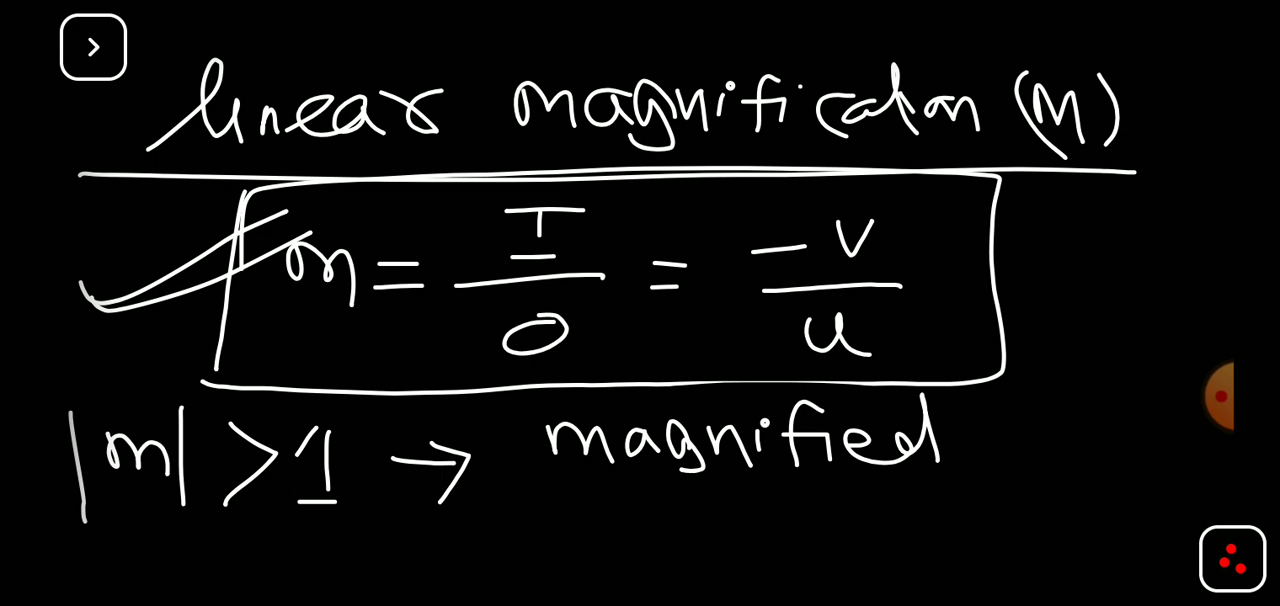 linear magnification (m)
m = I/O = -v/u
|m| > 1 → magnified